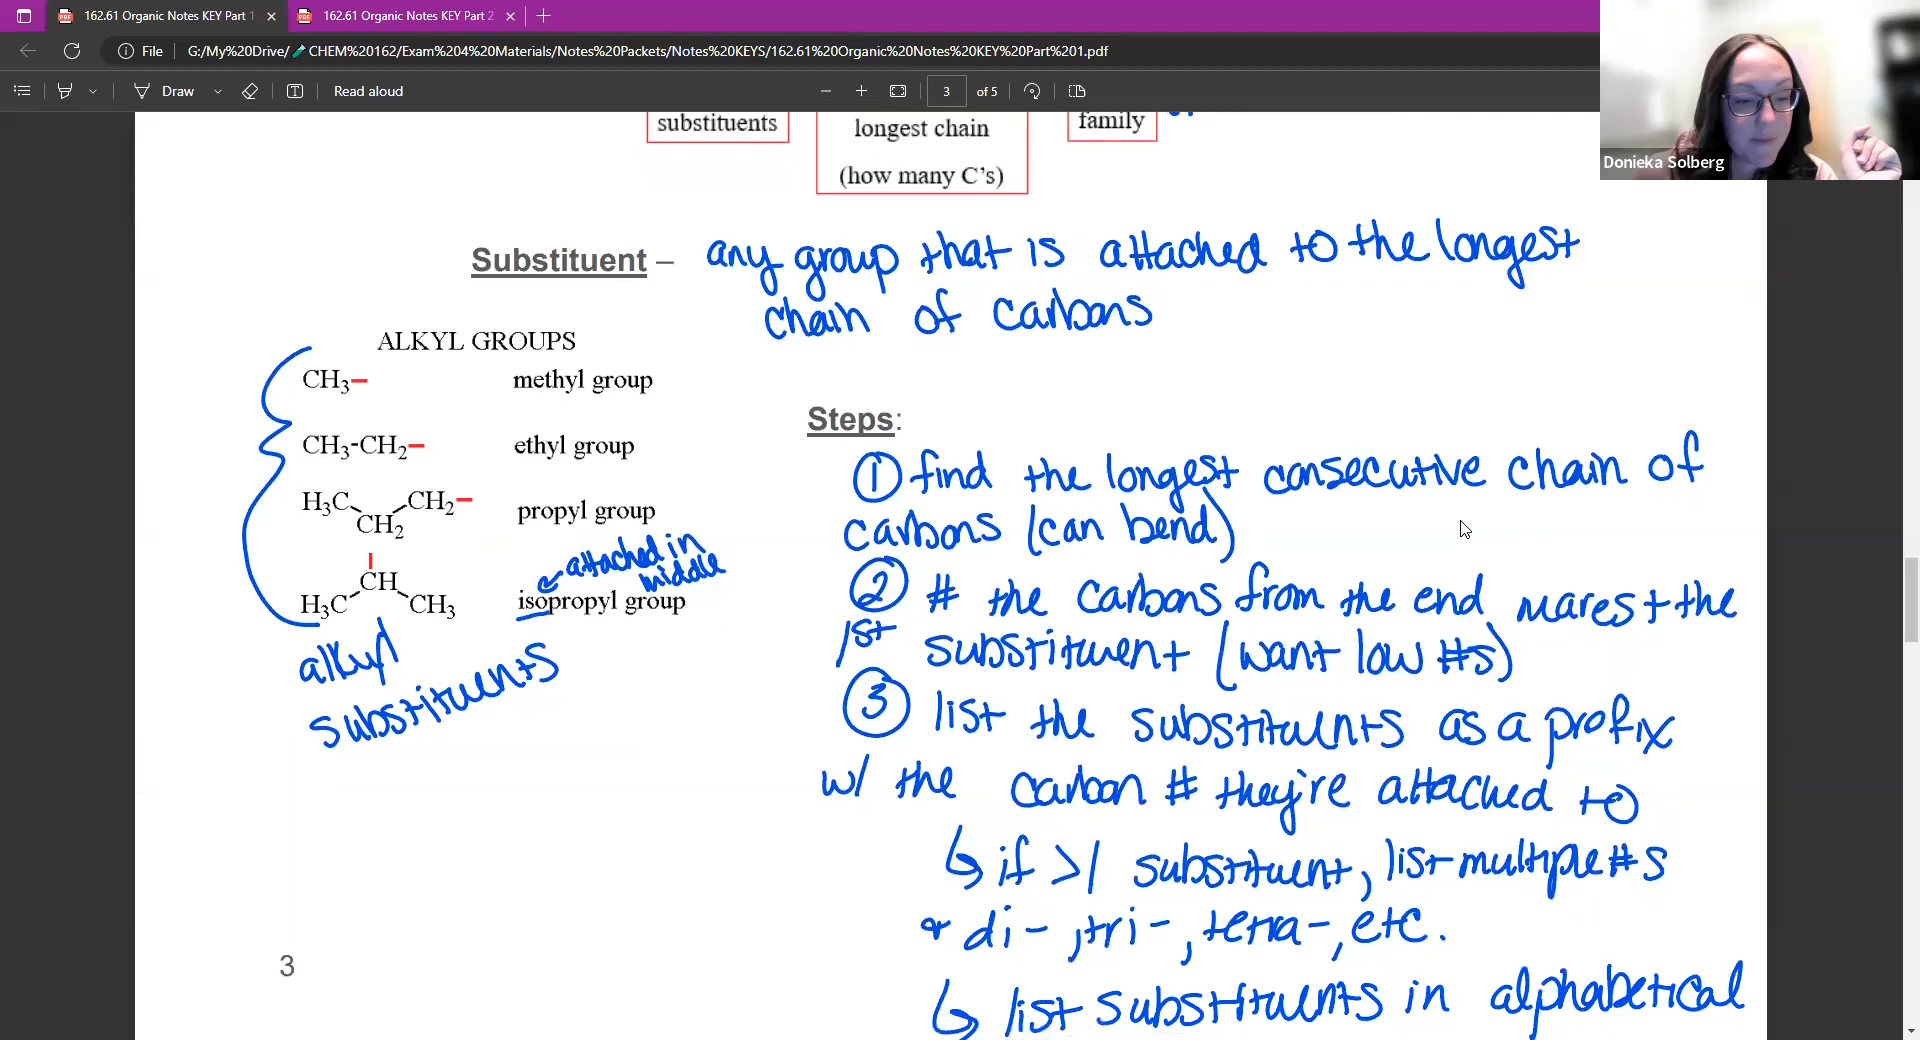 162.61 Organic Notes KEY Part 1
162.61 Organic Notes KEY Part 2
File
G:/My%20Drive/🧪CHEM%20162/Exam%204%20Materials/Notes%20Packets/Notes%20KEYS/162.61%20Organic%20Notes%20KEY%20Part%201.pdf
Draw
Read aloud
3 of 5
Donieka Solberg
substituents
longest chain
(how many C's)
family
Substituent – any group that is attached to the longest
chain of carbons
ALKYL GROUPS
CH3– methyl group
CH3-CH2– ethyl group
H3C CH2–
CH2
propyl group
attached in
middle
CH
H3C CH3
isopropyl group
alkyl
substituents
Steps:
① find the longest consecutive chain of
carbons (can bend)
② # the carbons from the end nearest the
1st substituent (want low #s)
③ list the substituents as a prefix
w/ the carbon # they're attached to
↳ if >1 substituent, list multiple #s
& di-, tri-, tetra-, etc.
↳ list substituents in alphabetical
3